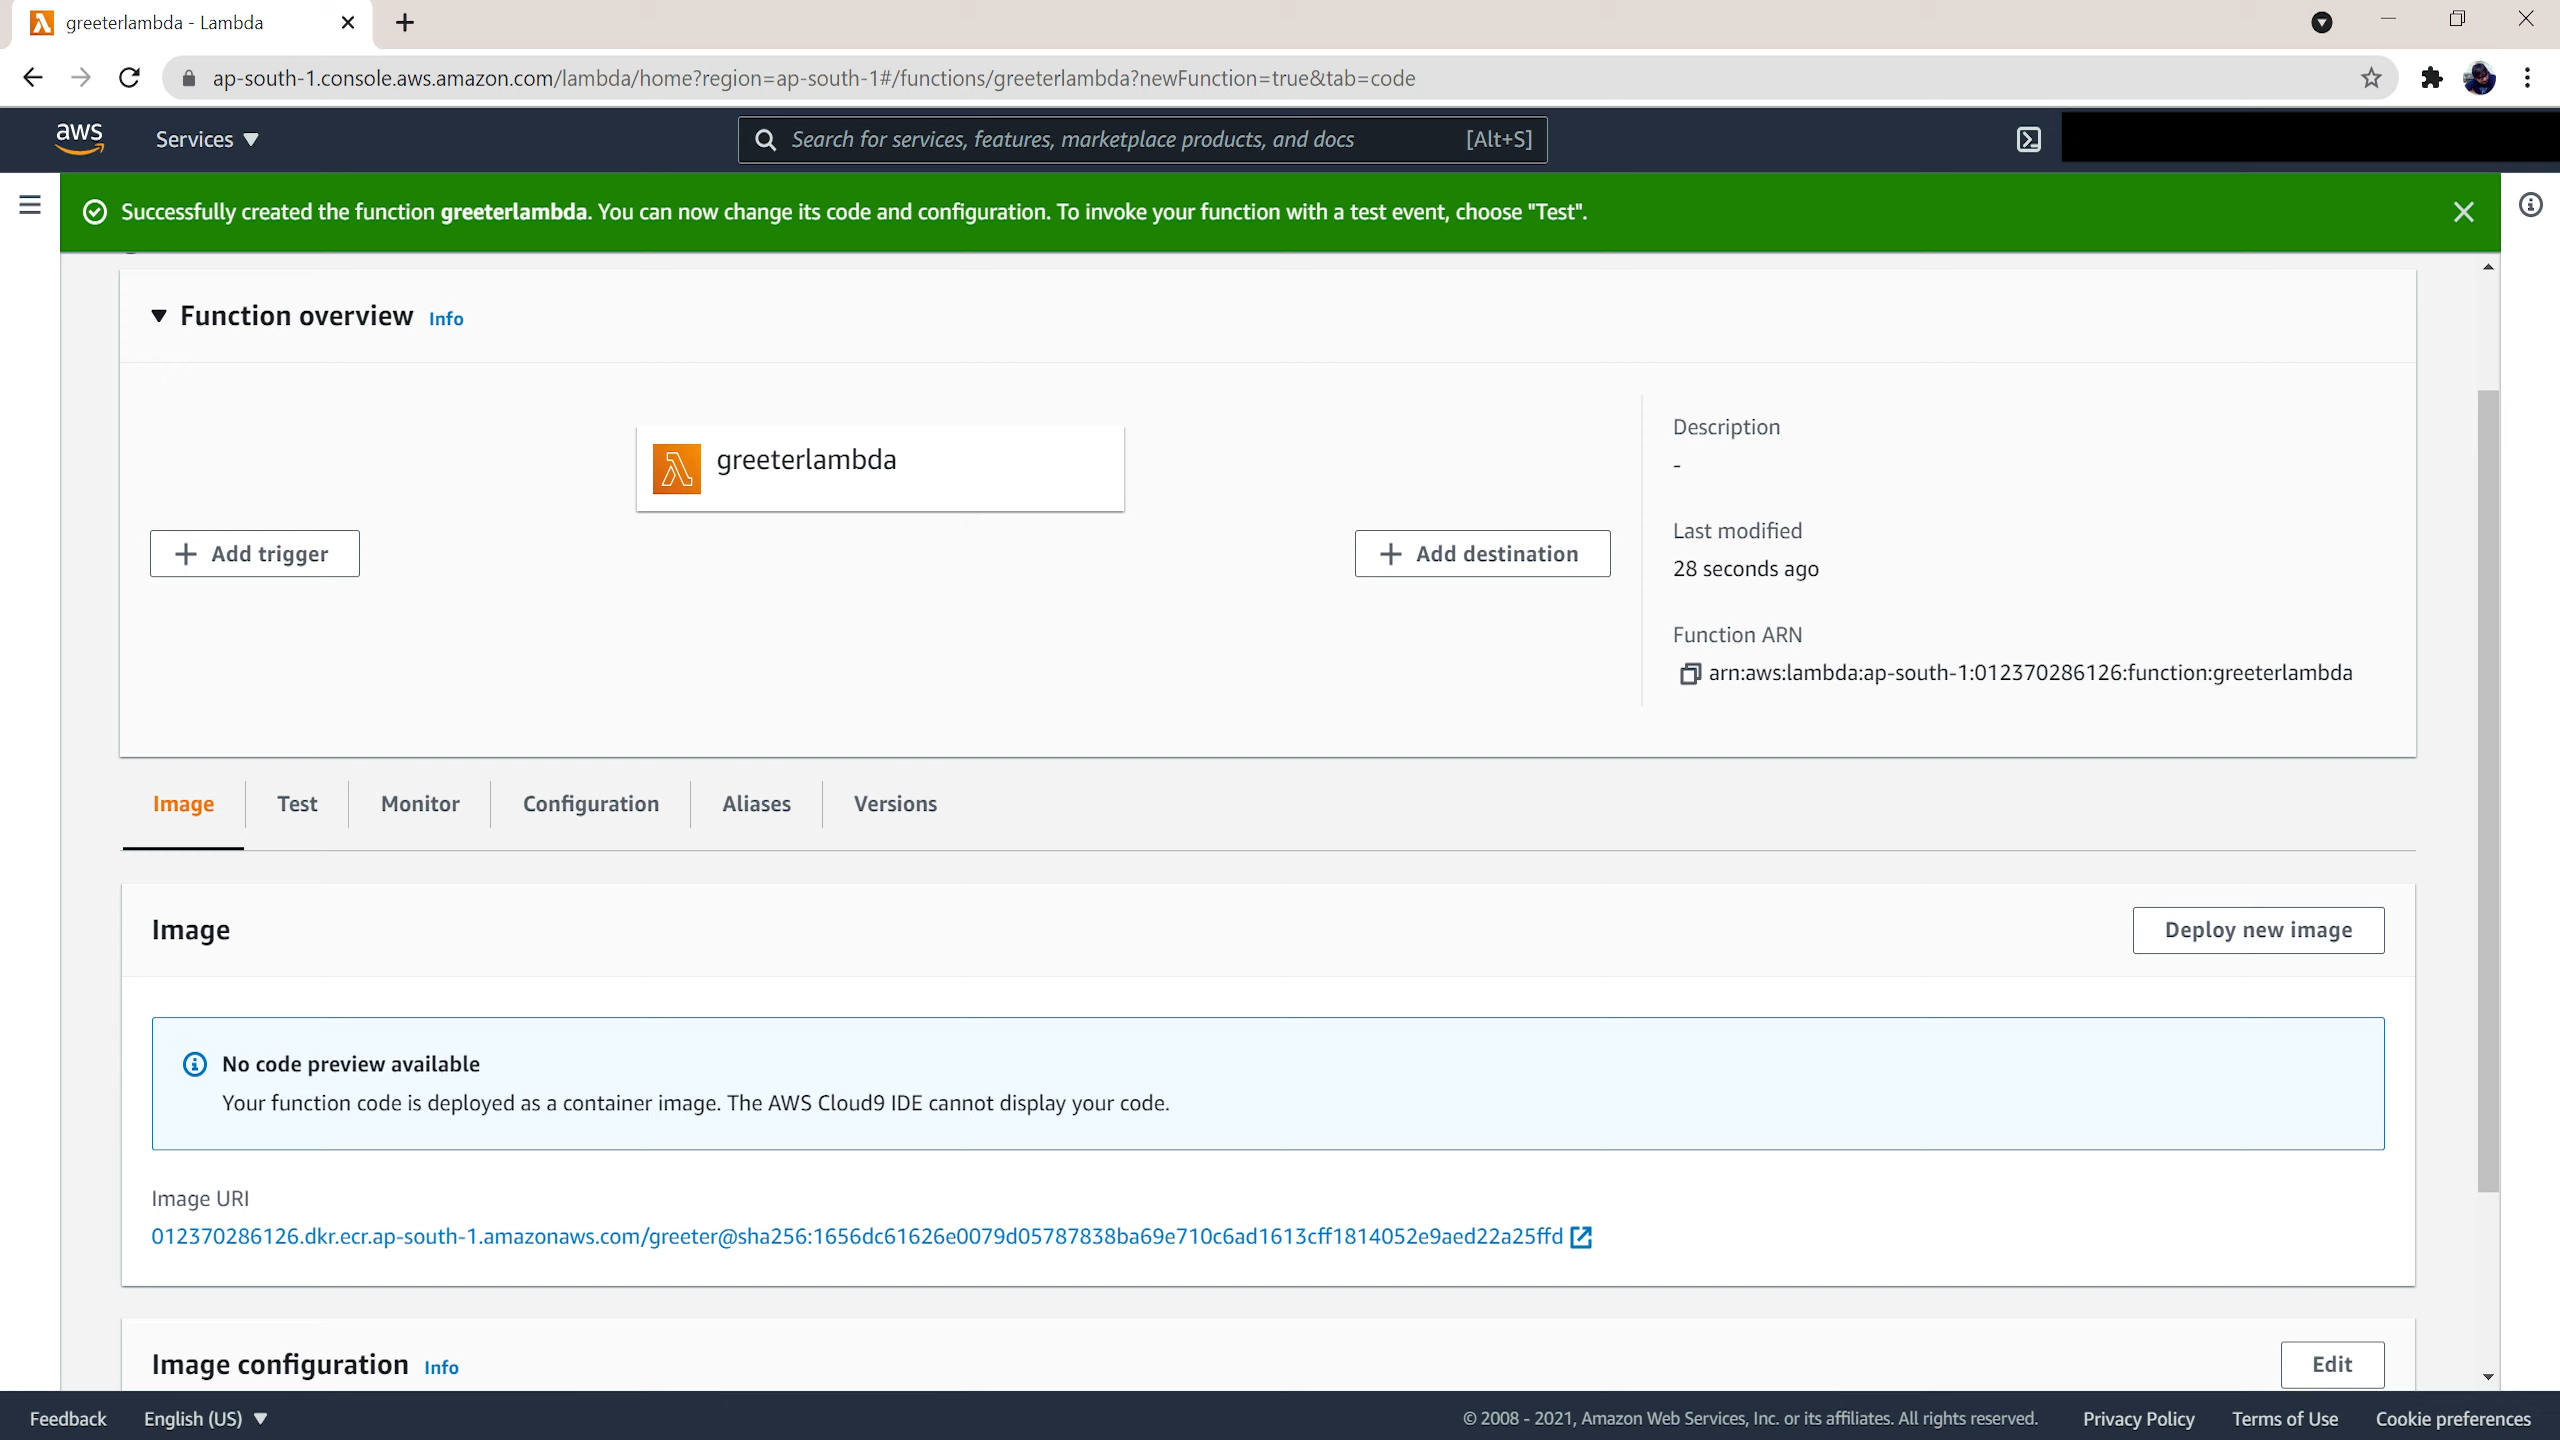 greeterlambda - Lambda
ap-south-1.console.aws.amazon.com/lambda/home?region=ap-south-1#/functions/greeterlambda?newFunction=true&tab=code
aws
Services
Search for services, features, marketplace products, and docs [Alt+S]
Successfully created the function greeterlambda. You can now change its code and configuration. To invoke your function with a test event, choose "Test".
Function overview Info
greeterlambda
Add trigger
Add destination
Description
-
Last modified
28 seconds ago
Function ARN
arn:aws:lambda:ap-south-1:012370286126:function:greeterlambda
Image Test Monitor Configuration Aliases Versions
Image
Deploy new image
No code preview available
Your function code is deployed as a container image. The AWS Cloud9 IDE cannot display your code.
Image URI
012370286126.dkr.ecr.ap-south-1.amazonaws.com/greeter@sha256:1656dc61626e0079d05787838ba69e710c6ad1613cff1814052e9aed22a25ffd
Image configuration Info
Edit
Feedback English (US) © 2008 - 2021, Amazon Web Services, Inc. or its affiliates. All rights reserved. Privacy Policy Terms of Use Cookie preferences